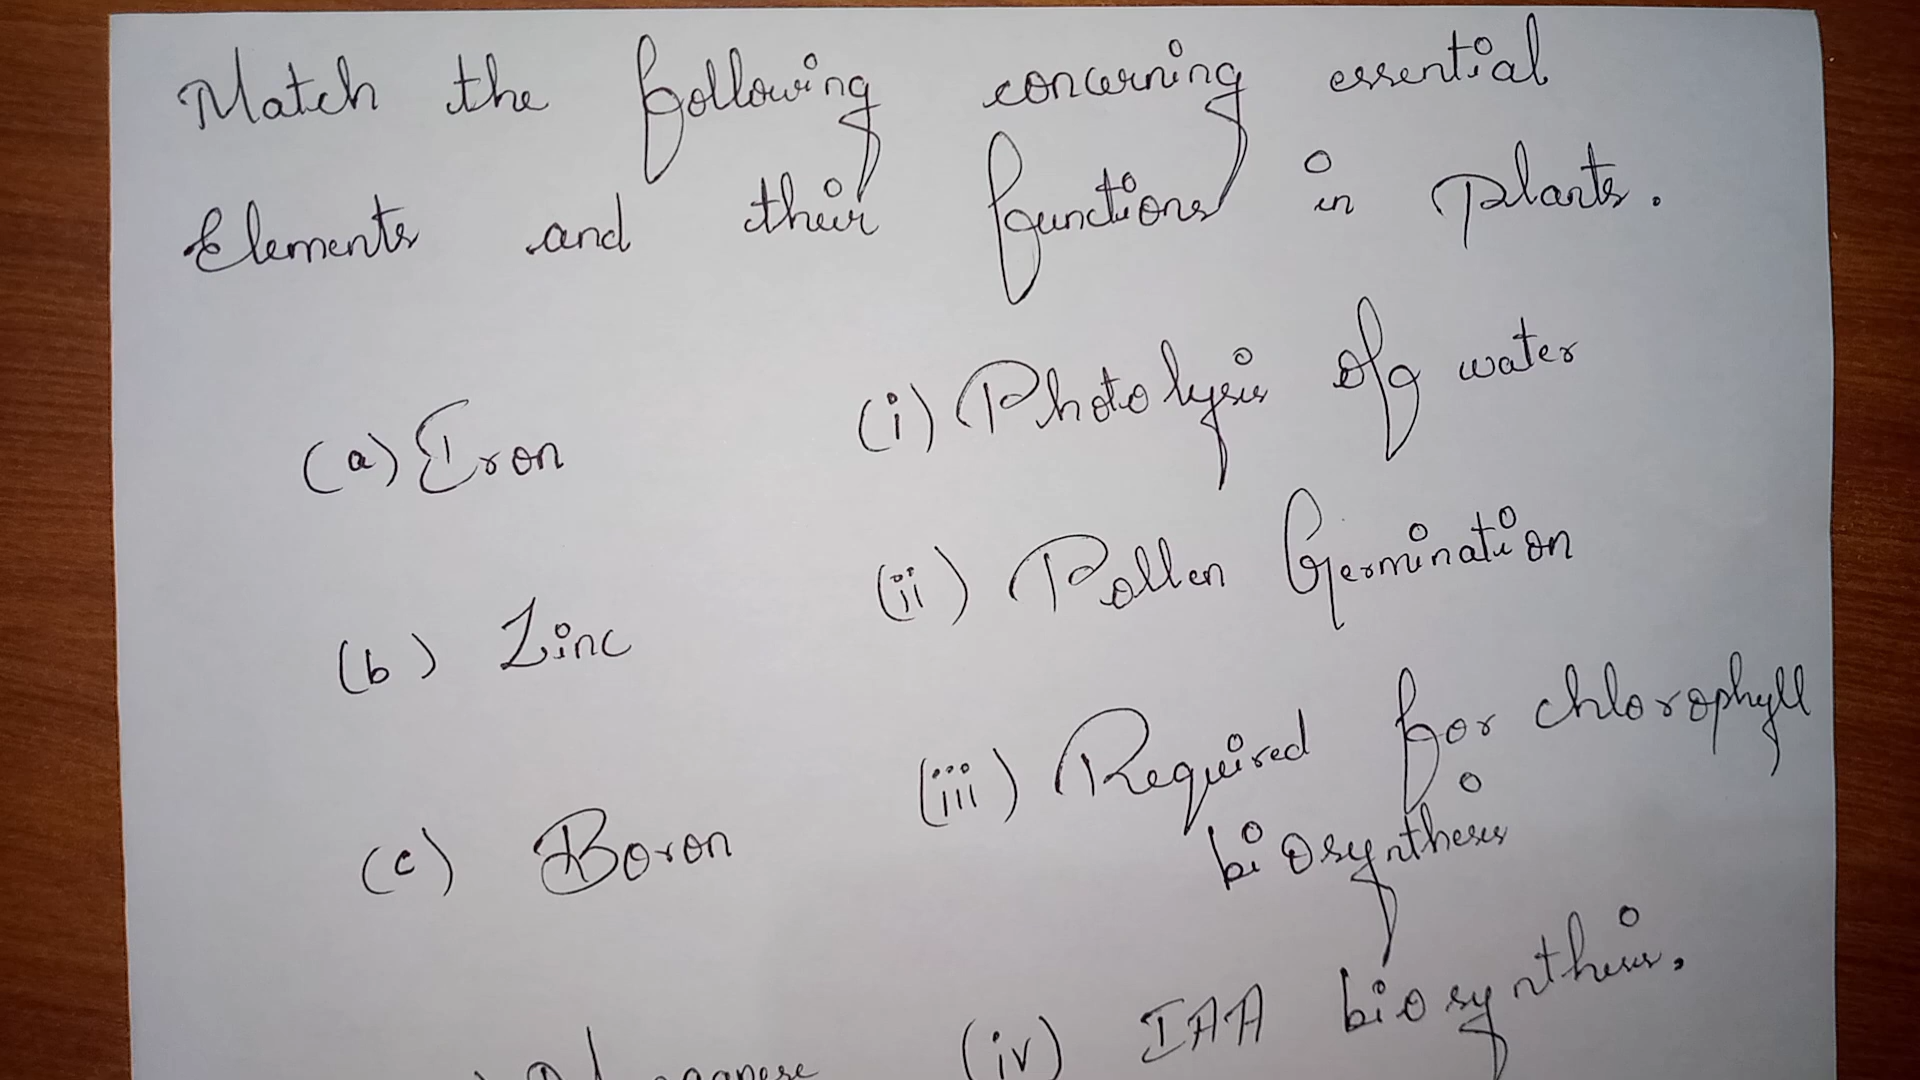 Match the following concerning essential
Elements and their functions in plants.
(a) Iron (i) Photolysis of water
(b) Zinc (ii) Pollen Germination
(c) Boron (iii) Required for chlorophyll
biosynthesis
(iv) IAA biosynthesis.